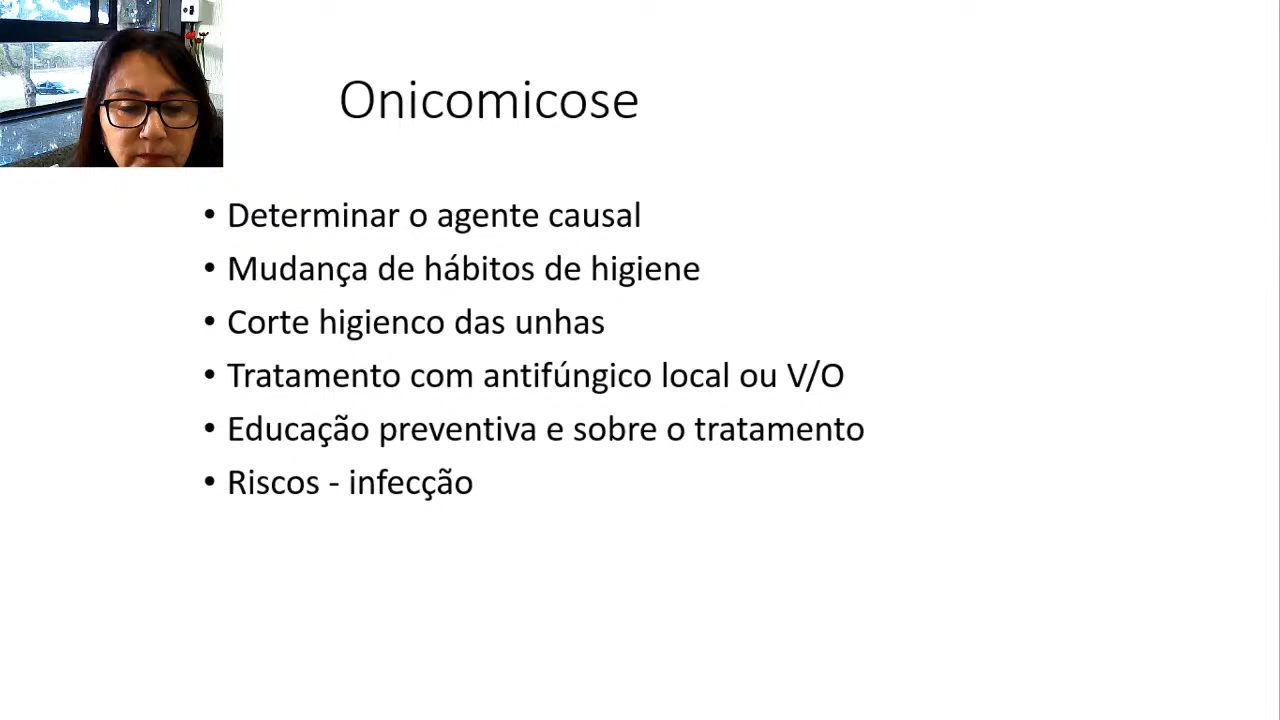 Onicomicose
• Determinar o agente causal
• Mudança de hábitos de higiene
• Corte higienco das unhas
• Tratamento com antifúngico local ou V/O
• Educação preventiva e sobre o tratamento
• Riscos - infecção